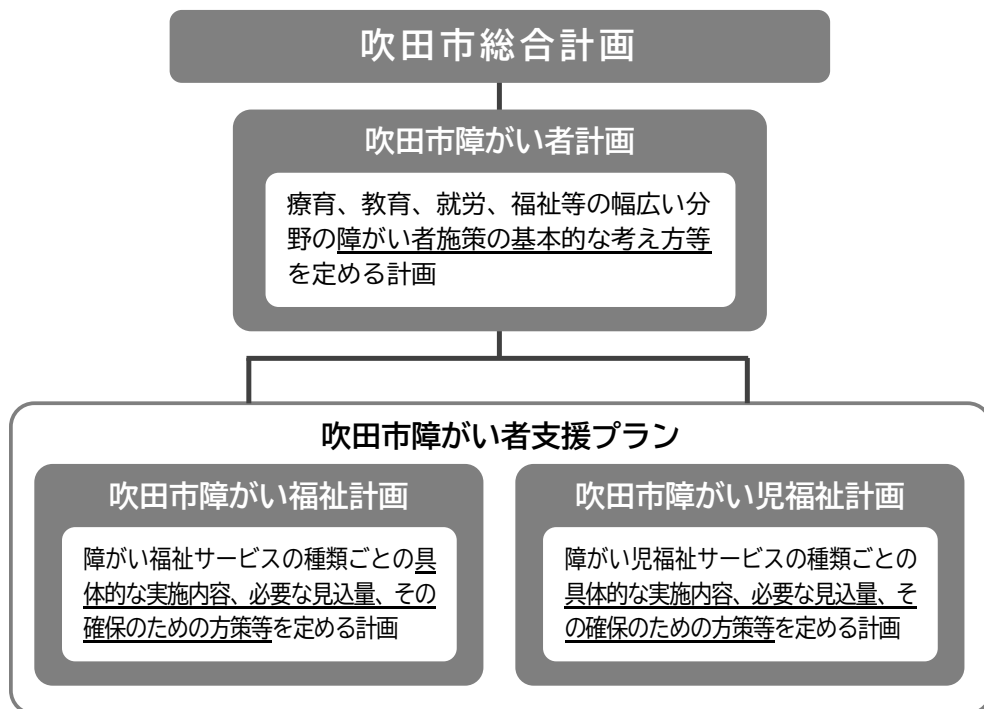 吹田市総合計画
吹田市障がい者計画
療育、教育、就労、福祉等の幅広い分
野の障がい者施策の基本的な考え方等
を定める計画
吹田市障がい者支援プラン
吹田市障がい福祉計画
障がい福祉サービスの種類ごとの具
体的な実施内容、必要な見込量、その
確保のための方策等を定める計画
吹田市障がい児福祉計画
障がい児福祉サービスの種類ごとの
具体的な実施内容、必要な見込量、そ
の確保のための方策等を定める計画